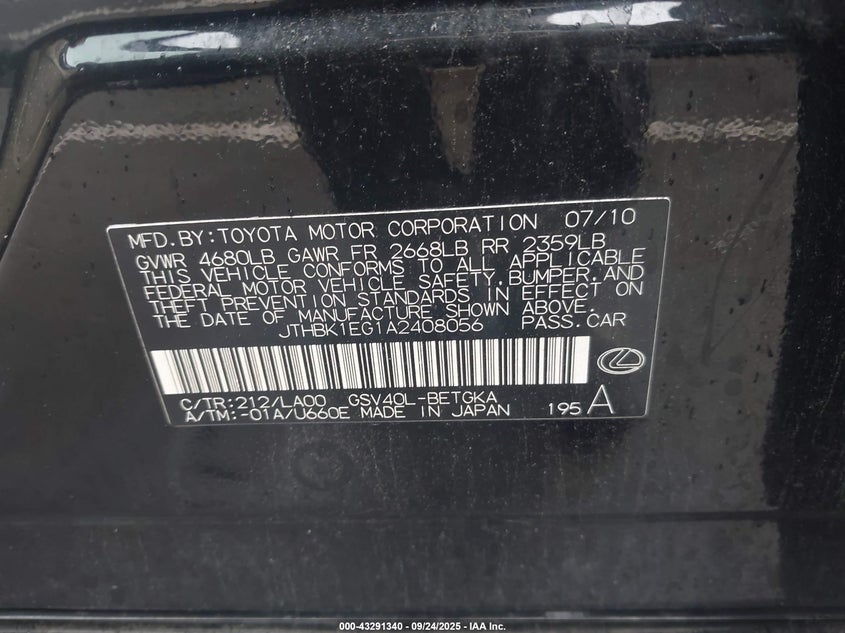 MFD. BY: TOYOTA MOTOR CORPORATION 07/10
GVWR 4680LB GAWR FR 2668LB RR 2359LB
THIS VEHICLE CONFORMS TO ALL APPLICABLE
FEDERAL MOTOR VEHICLE SAFETY, BUMPER, AND
THEFT PREVENTION STANDARDS IN EFFECT ON
THE DATE OF MANUFACTURE SHOWN ABOVE.
JTHBK1EG1A2408056 PASS. CAR
C/TR: 212/LA00 GSV40L-BETGKA
A/TM: -01A/U660E MADE IN JAPAN 195 A
000-43291340 - 09/24/2025 - IAA Inc.